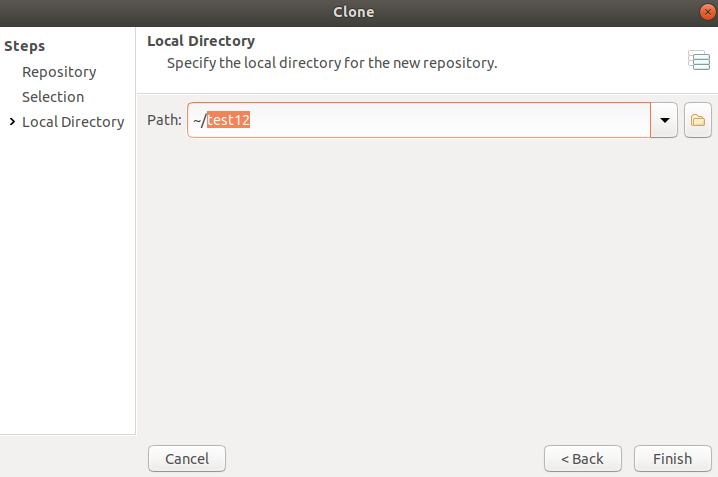 Clone
Steps
Repository
Selection
Local Directory
Local Directory
Specify the local directory for the new repository.
Path: ~/test12
Cancel
< Back
Finish